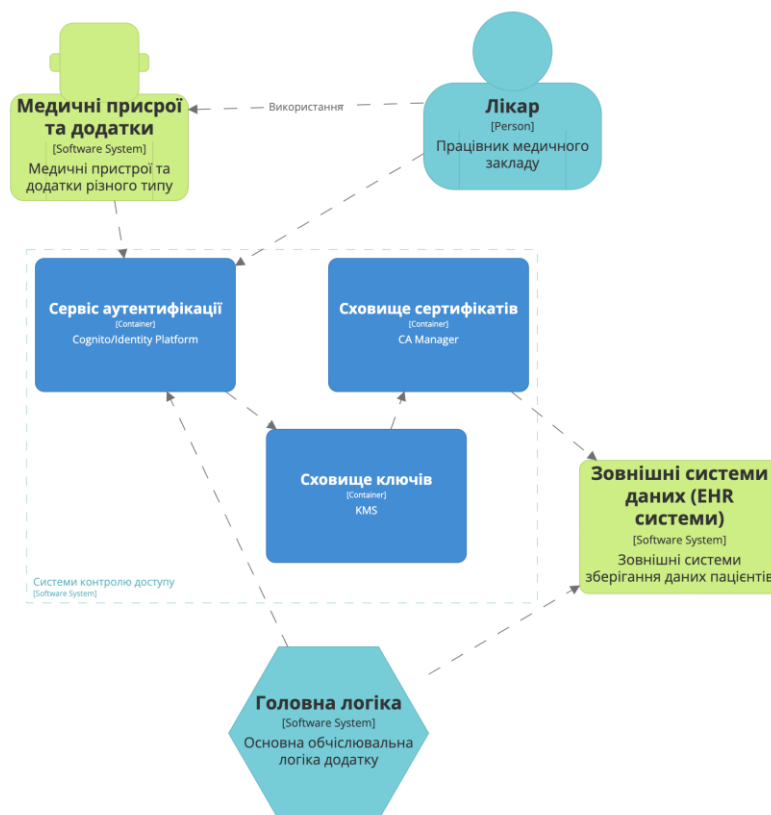 Медичні присрої
та додатки
[Software System]
Медичні пристрої та
додатки різного типу
Використання
Лікар
[Person]
Працівник медичного
закладу
Сервіс аутентифікації
[Container]
Cognito/Identity Platform
Сховище сертифікатів
[Container]
CA Manager
Сховище ключів
[Container]
KMS
Зовнішні системи
даних (EHR
системи)
[Software System]
Зовнішні системи
зберігання даних пацієнтів
Системи контролю доступу
[Software System]
Головна логіка
[Software System]
Основна обчіслювальна
логіка додатку